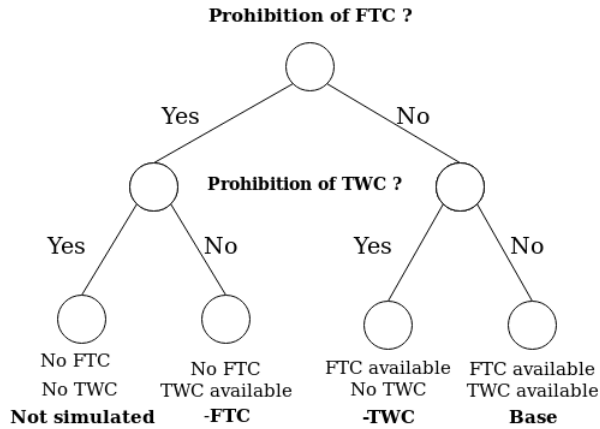 Prohibition of FTC ?
Yes
No
Prohibition of TWC ?
Yes
No
Yes
No
No FTC
No TWC
Not simulated
No FTC
TWC available
-FTC
FTC available
No TWC
-TWC
FTC available
TWC available
Base